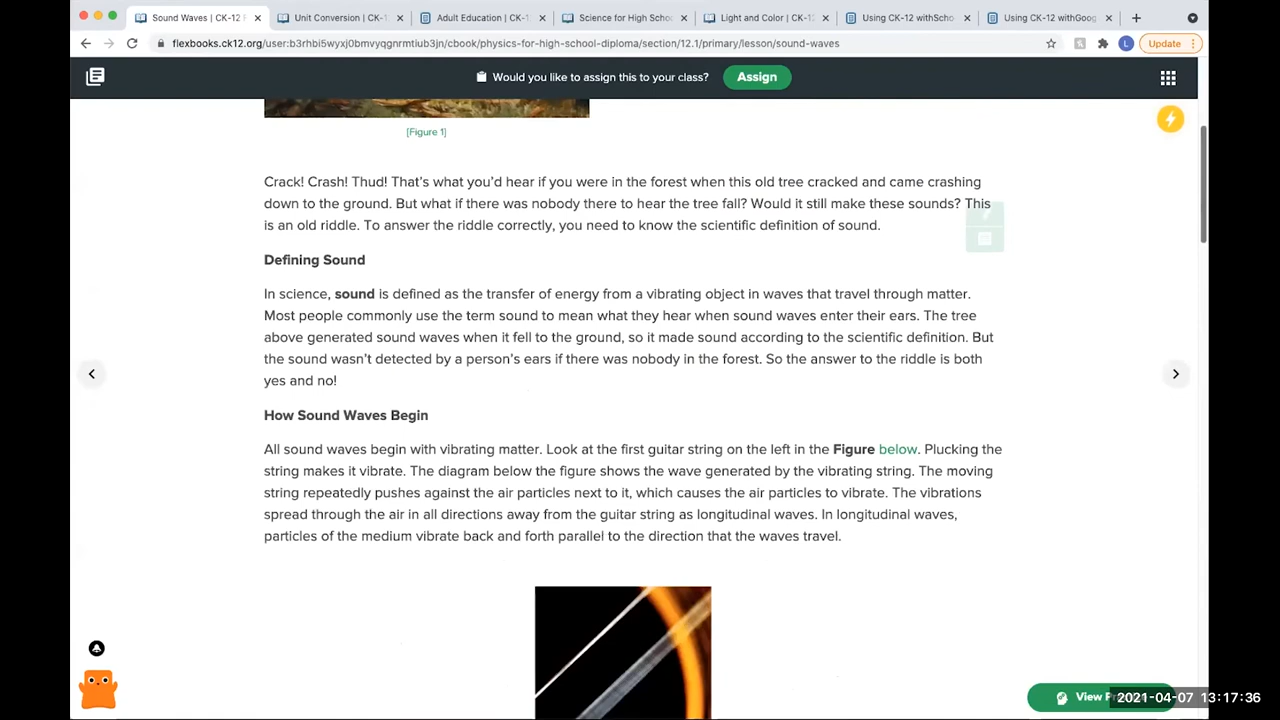 Sound Waves | CK-12 F
Unit Conversion | CK-12
Adult Education | CK-1
Science for High Scho
Light and Color | CK-12
Using CK-12 withScho
Using CK-12 withGoog
flexbooks.ck12.org/user:b3rhbi5wyxj0bmvyqgnrmtiub3jn/cbook/physics-for-high-school-diploma/section/12.1/primary/lesson/sound-waves
L
Update
Would you like to assign this to your class?
Assign
[Figure 1]
Crack! Crash! Thud! That's what you'd hear if you were in the forest when this old tree cracked and came crashing
down to the ground. But what if there was nobody there to hear the tree fall? Would it still make these sounds? This
is an old riddle. To answer the riddle correctly, you need to know the scientific definition of sound.
Defining Sound
In science, sound is defined as the transfer of energy from a vibrating object in waves that travel through matter.
Most people commonly use the term sound to mean what they hear when sound waves enter their ears. The tree
above generated sound waves when it fell to the ground, so it made sound according to the scientific definition. But
the sound wasn't detected by a person's ears if there was nobody in the forest. So the answer to the riddle is both
yes and no!
How Sound Waves Begin
All sound waves begin with vibrating matter. Look at the first guitar string on the left in the Figure below. Plucking the
string makes it vibrate. The diagram below the figure shows the wave generated by the vibrating string. The moving
string repeatedly pushes against the air particles next to it, which causes the air particles to vibrate. The vibrations
spread through the air in all directions away from the guitar string as longitudinal waves. In longitudinal waves,
particles of the medium vibrate back and forth parallel to the direction that the waves travel.
View
2021-04-07 13:17:36